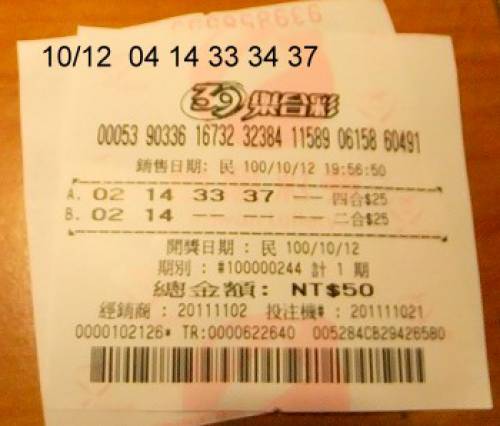 10/12 04 14 33 34 37
39樂合彩
00053 90336 16732 32384 11589 06158 60491
銷售日期: 民 100/10/12 19:56:50
A. 02 14 33 37 -- 四合$25
B. 02 14 -- -- -- 二合$25
開獎日期: 民 100/10/12
期別: #100000244 計 1 期
總金額: NT$50
經銷商: 20111102 投注機#: 201111021
0000102126* TR:0000622640 005284CB29426580